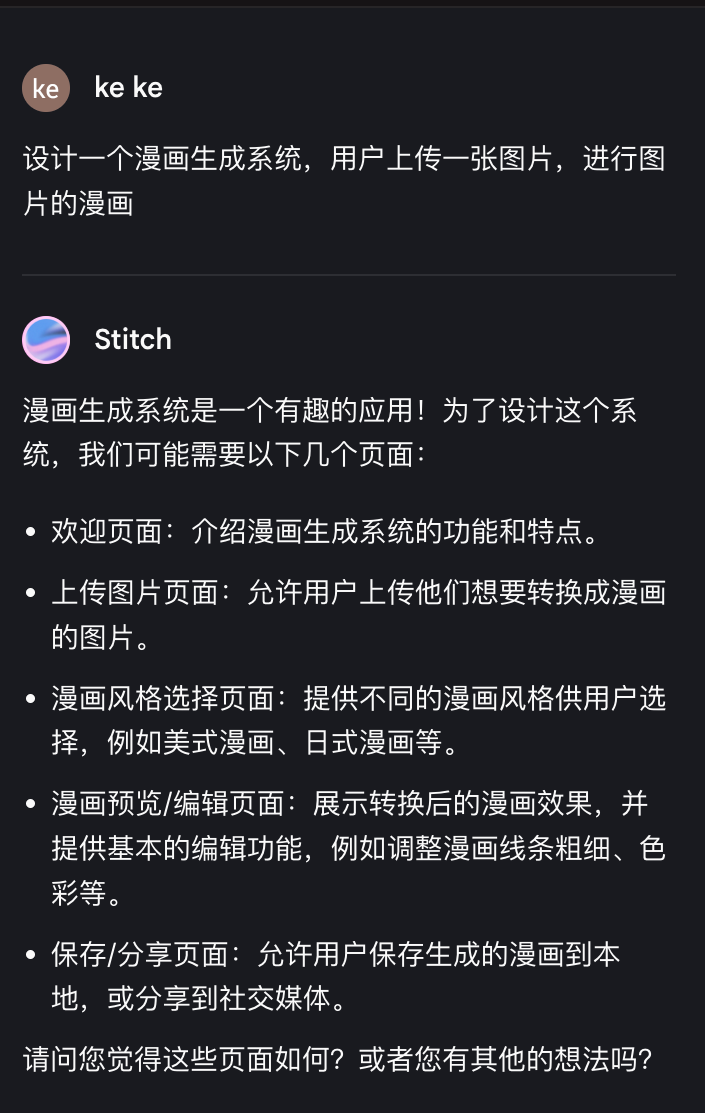 ke
ke ke
设计一个漫画生成系统，用户上传一张图片，进行图
片的漫画
Stitch
漫画生成系统是一个有趣的应用！为了设计这个系
统，我们可能需要以下几个页面：
• 欢迎页面：介绍漫画生成系统的功能和特点。
• 上传图片页面：允许用户上传他们想要转换成漫画
的图片。
• 漫画风格选择页面：提供不同的漫画风格供用户选
择，例如美式漫画、日式漫画等。
• 漫画预览/编辑页面：展示转换后的漫画效果，并
提供基本的编辑功能，例如调整漫画线条粗细、色
彩等。
• 保存/分享页面：允许用户保存生成的漫画到本
地，或分享到社交媒体。
请问您觉得这些页面如何？或者您有其他的想法吗？